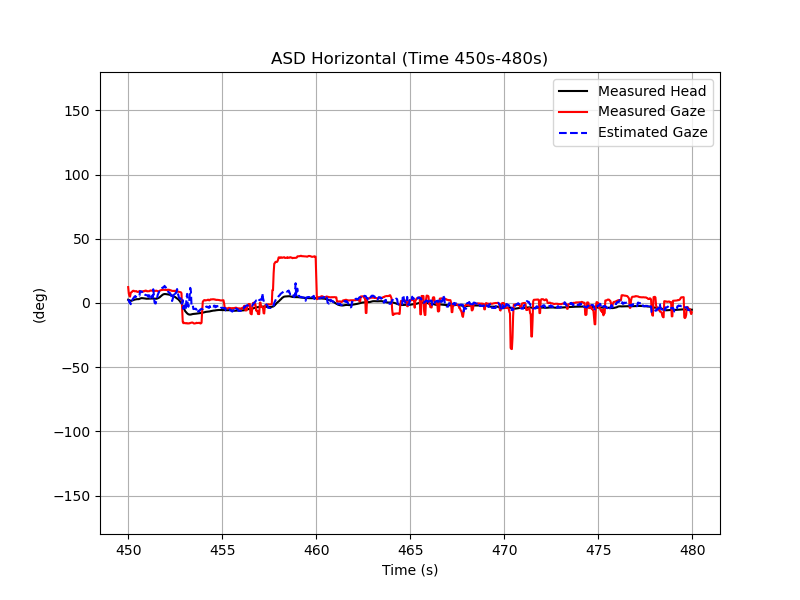 ASD Horizontal (Time 450s-480s)
Measured Head
Measured Gaze
Estimated Gaze
150
100
50
0
−50
−100
−150
(deg)
450 455 460 465 470 475 480
Time (s)